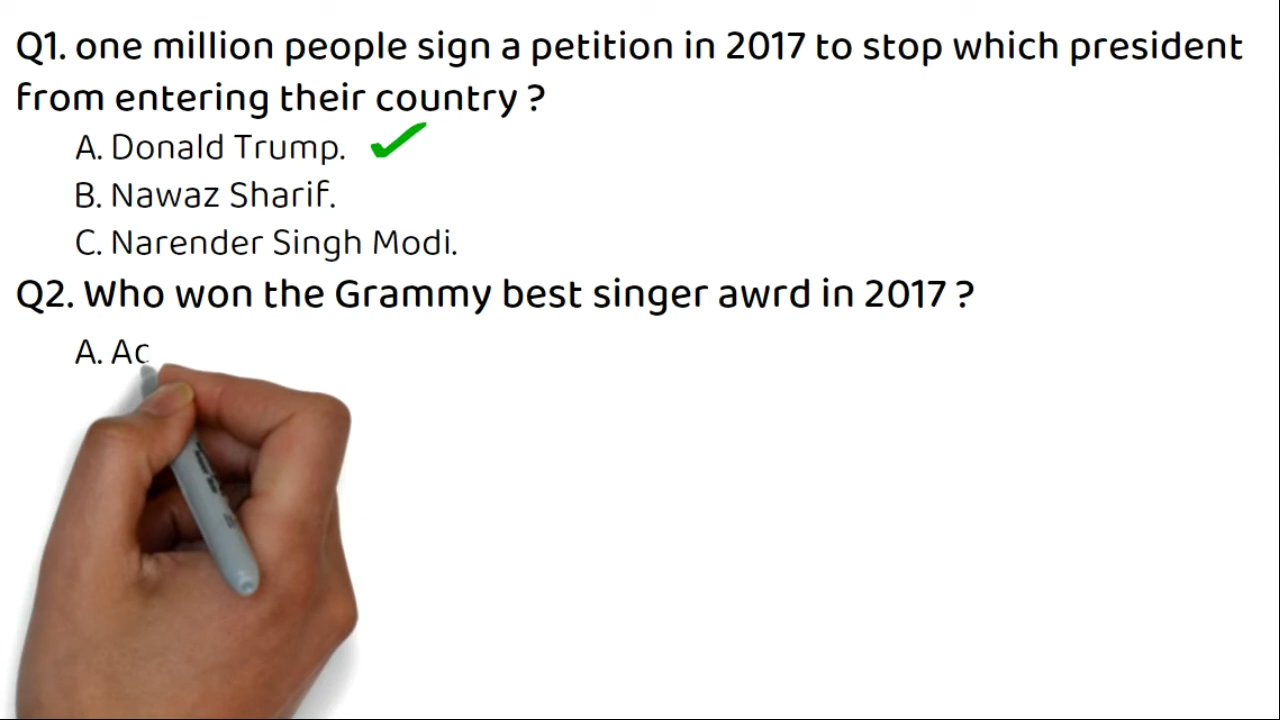 Q1. one million people sign a petition in 2017 to stop which president
from entering their country ?
A. Donald Trump.
B. Nawaz Sharif.
C. Narender Singh Modi.
Q2. Who won the Grammy best singer awrd in 2017 ?
A. Ac